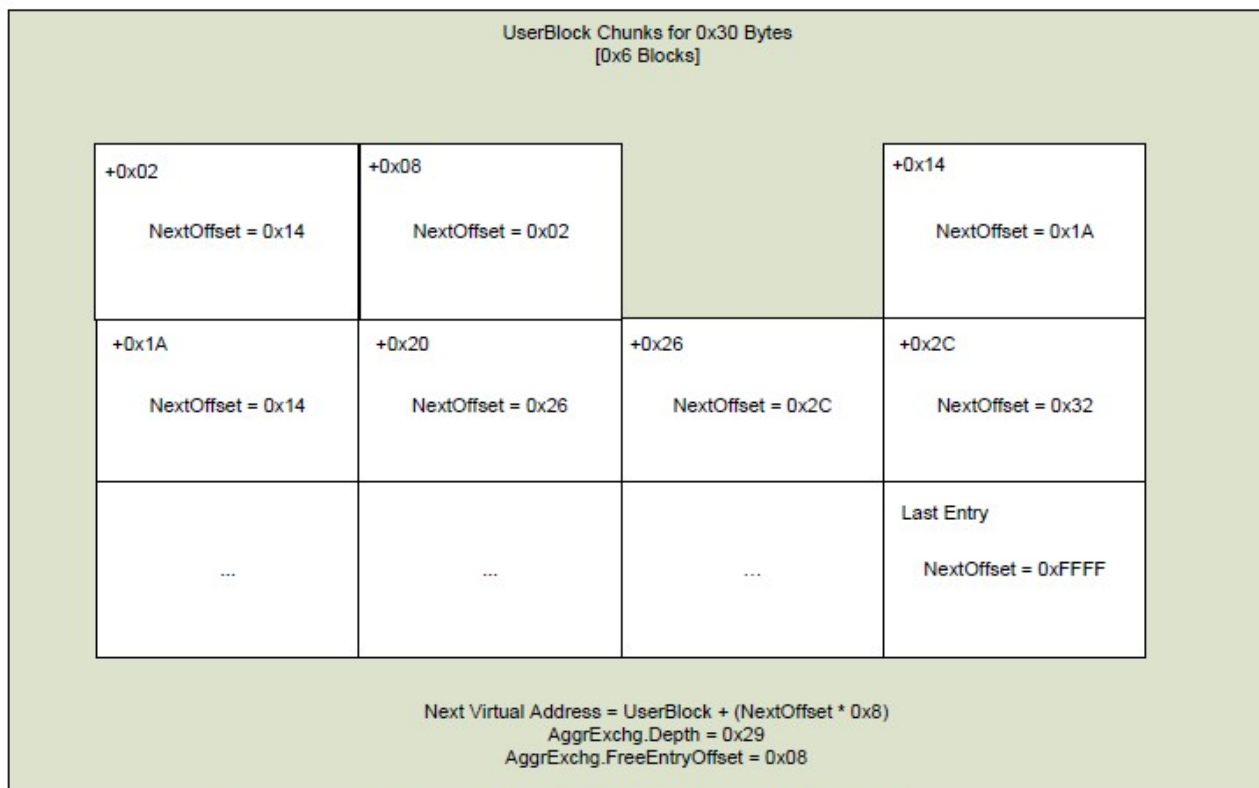 UserBlock Chunks for 0x30 Bytes
[0x6 Blocks]
+0x02
NextOffset = 0x14
+0x08
NextOffset = 0x02
+0x14
NextOffset = 0x1A
+0x1A
NextOffset = 0x14
+0x20
NextOffset = 0x26
+0x26
NextOffset = 0x2C
+0x2C
NextOffset = 0x32
...
...
...
Last Entry
NextOffset = 0xFFFF
Next Virtual Address = UserBlock + (NextOffset * 0x8)
AggrExchg.Depth = 0x29
AggrExchg.FreeEntryOffset = 0x08